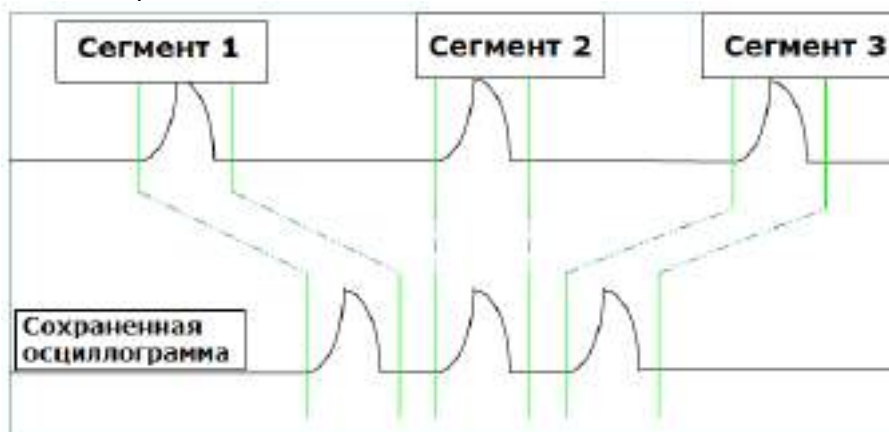 Сегмент 1
Сегмент 2
Сегмент 3
Сохраненная
осциллограмма